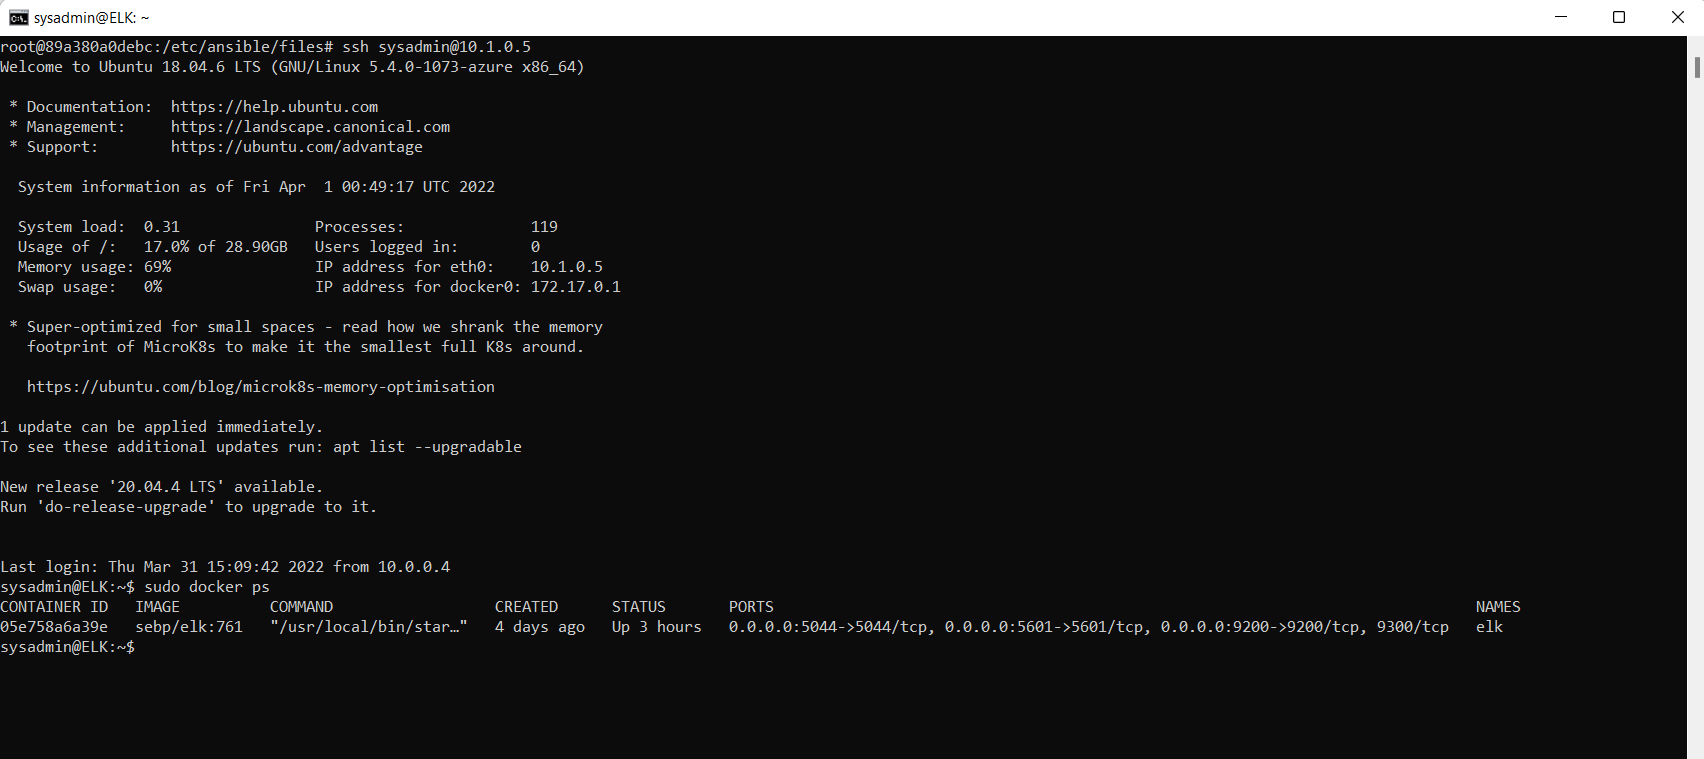 sysadmin@ELK: ~
root@89a380a0debc:/etc/ansible/files# ssh sysadmin@10.1.0.5
Welcome to Ubuntu 18.04.6 LTS (GNU/Linux 5.4.0-1073-azure x86_64)
* Documentation:  https://help.ubuntu.com
* Management:     https://landscape.canonical.com
* Support:        https://ubuntu.com/advantage
System information as of Fri Apr  1 00:49:17 UTC 2022
System load:  0.31               Processes:              119
Usage of /:   17.0% of 28.90GB   Users logged in:        0
Memory usage: 69%                IP address for eth0:    10.1.0.5
Swap usage:   0%                 IP address for docker0: 172.17.0.1
* Super-optimized for small spaces - read how we shrank the memory
footprint of MicroK8s to make it the smallest full K8s around.
https://ubuntu.com/blog/microk8s-memory-optimisation
1 update can be applied immediately.
To see these additional updates run: apt list --upgradable
New release '20.04.4 LTS' available.
Run 'do-release-upgrade' to upgrade to it.
Last login: Thu Mar 31 15:09:42 2022 from 10.0.0.4
sysadmin@ELK:~$ sudo docker ps
CONTAINER ID   IMAGE          COMMAND                  CREATED      STATUS       PORTS                                                                              NAMES
05e758a6a39e   sebp/elk:761   "/usr/local/bin/star…"   4 days ago   Up 3 hours   0.0.0.0:5044->5044/tcp, 0.0.0.0:5601->5601/tcp, 0.0.0.0:9200->9200/tcp, 9300/tcp   elk
sysadmin@ELK:~$